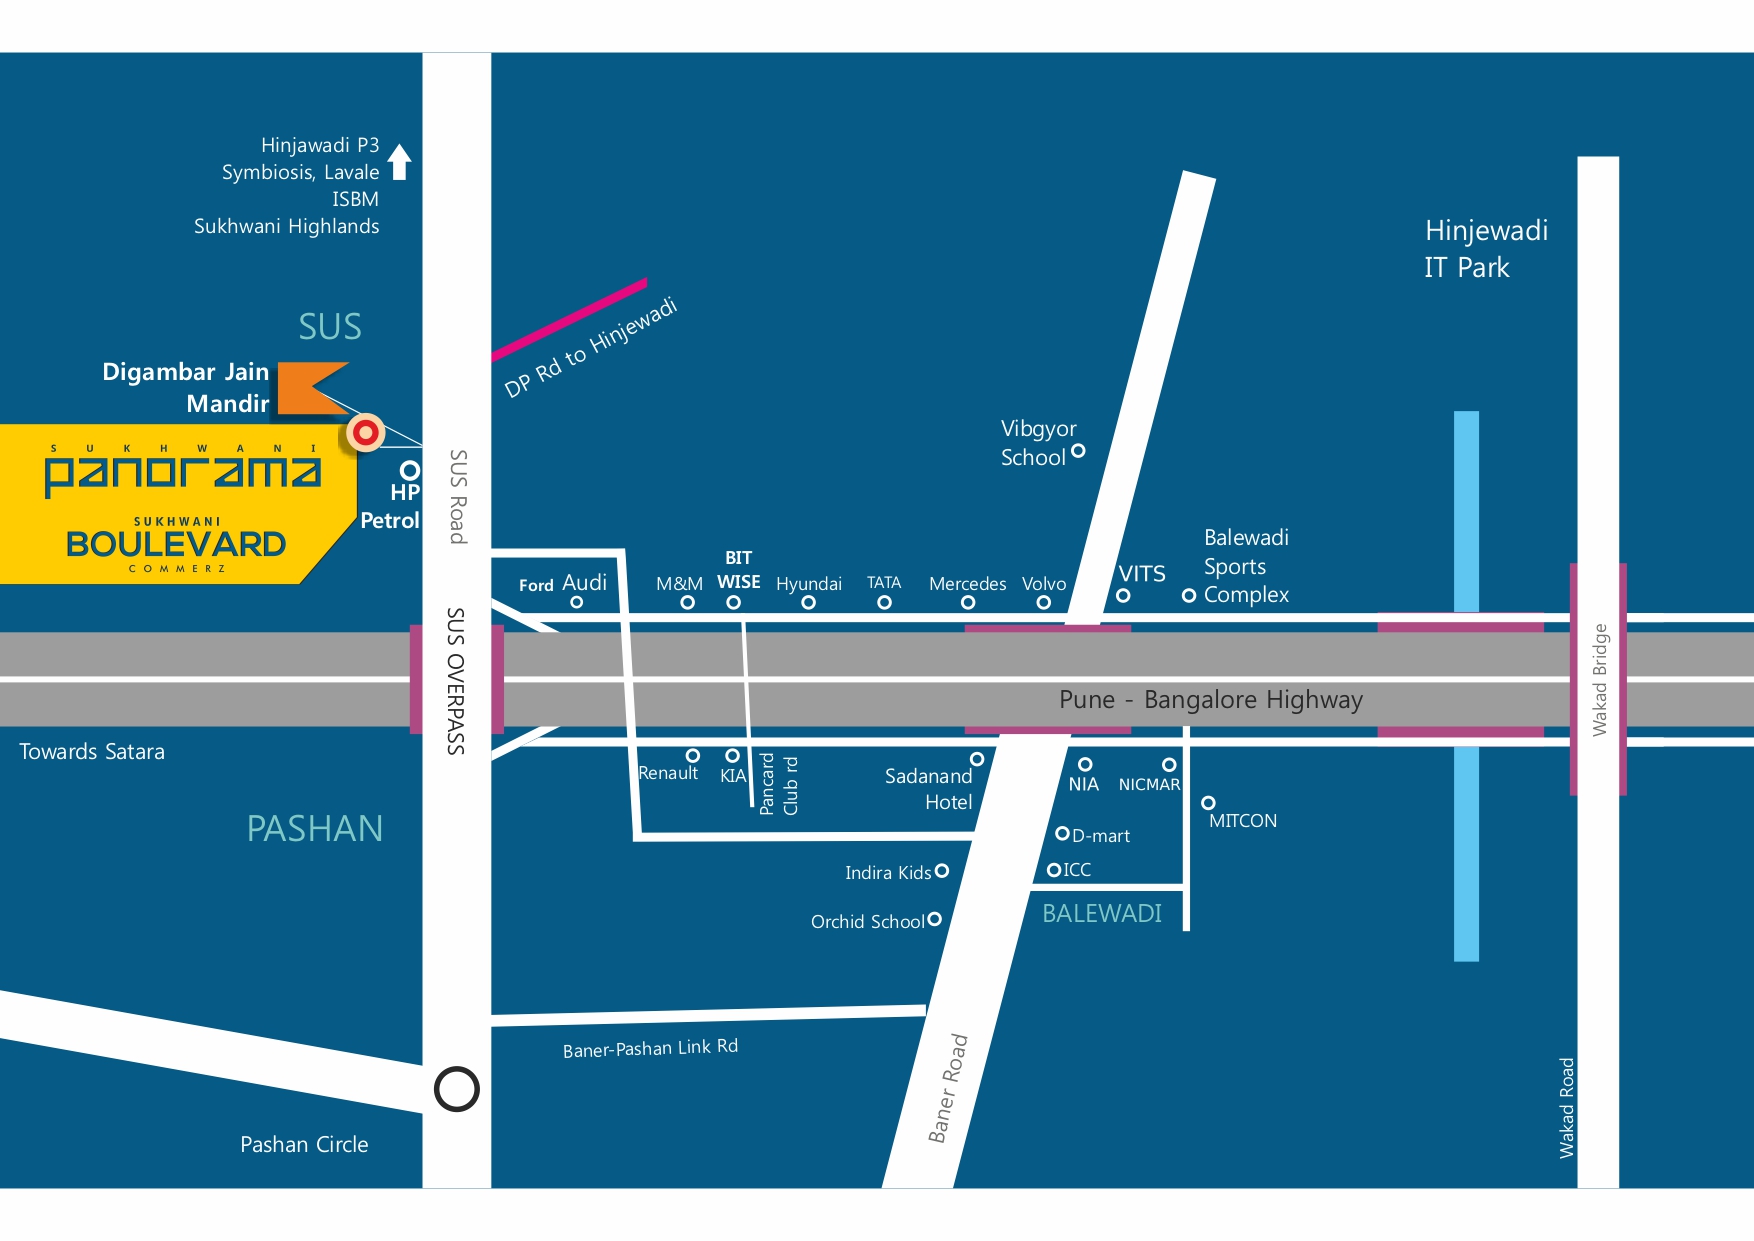 Hinjawadi P3
Symbiosis, Lavale
ISBM
Sukhwani Highlands
SUS
Digambar Jain
Mandir
SUKHWANI
panorama
SUKHWANI
BOULEVARD
COMMERZ
HP
Petrol
SUS Road
SUS OVERPASS
DP Rd to Hinjewadi
Hinjewadi
IT Park
Vibgyor
School
Ford Audi
M&M
BIT
WISE
Hyundai
TATA
Mercedes
Volvo
VITS
Balewadi
Sports
Complex
Pune - Bangalore Highway
Wakad Bridge
Towards Satara
Renault
KIA
Pancard
Club rd
Sadanand
Hotel
NIA
NICMAR
MITCON
D-mart
ICC
PASHAN
Indira Kids
Orchid School
BALEWADI
Baner-Pashan Link Rd
Baner Road
Wakad Road
Pashan Circle